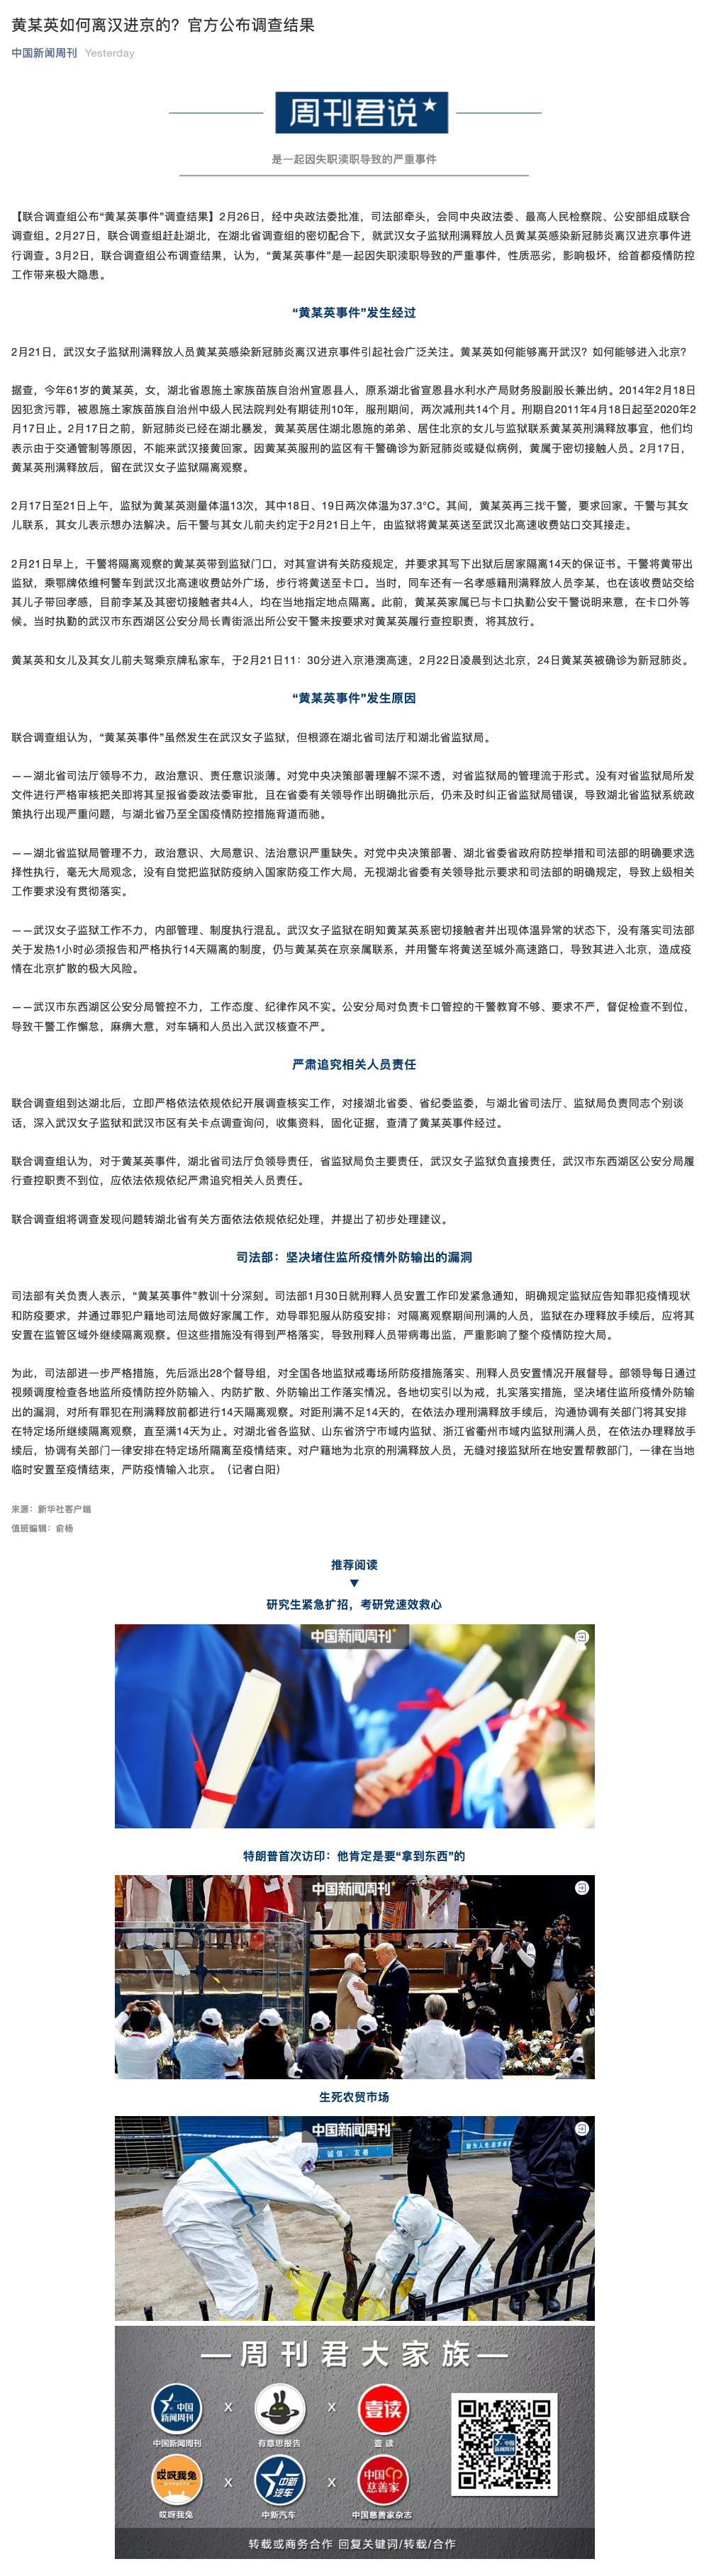 黄某英如何离汉进京的？官方公布调查结果
中国新闻周刊 Yesterday
周刊君说
是一起因失职渎职导致的严重事件
【联合调查组公布“黄某英事件”调查结果】2月26日，经中央政法委批准，司法部牵头，会同中央政法委、最高人民检察院、公安部组成联合
调查组。2月27日，联合调查组赶赴湖北，在湖北省调查组的密切配合下，就武汉女子监狱刑满释放人员黄某英感染新冠肺炎离汉进京事件进
行调查。3月2日，联合调查组公布调查结果，认为，“黄某英事件”是一起因失职渎职导致的严重事件，性质恶劣，影响极坏，给首都疫情防控
工作带来极大隐患。
“黄某英事件”发生经过
2月21日，武汉女子监狱刑满释放人员黄某英感染新冠肺炎离汉进京事件引起社会广泛关注。黄某英如何能够离开武汉？如何能够进入北京？
据查，今年61岁的黄某英，女，湖北省恩施土家族苗族自治州宣恩县人，原系湖北省宣恩县水利水产局财务股副股长兼出纳。2014年2月18日
因犯贪污罪，被恩施土家族苗族自治州中级人民法院判处有期徒刑10年，服刑期间，两次减刑共14个月。刑期自2011年4月18日起至2020年2
月17日止。2月17日之前，新冠肺炎已经在湖北暴发，黄某英居住湖北恩施的弟弟、居住北京的女儿与监狱联系黄某英刑满释放事宜，他们均
表示由于交通管制等原因，不能来武汉接黄回家。因黄某英服刑的监区有干警确诊为新冠肺炎或疑似病例，黄属于密切接触人员。2月17日，
黄某英刑满释放后，留在武汉女子监狱隔离观察。
2月17日至21日上午，监狱为黄某英测量体温13次，其中18日、19日两次体温为37.3°C。其间，黄某英再三找干警，要求回家。干警与其女
儿联系，其女儿表示想办法解决。后干警与其女儿前夫约定于2月21日上午，由监狱将黄某英送至武汉北高速收费站口交其接走。
2月21日早上，干警将隔离观察的黄某英带到监狱门口，对其宣讲有关防疫规定，并要求其写下出狱后居家隔离14天的保证书。干警将黄带出
监狱，乘鄂牌依维柯警车到武汉北高速收费站外广场，步行将黄送至卡口。当时，同车还有一名孝感籍刑满释放人员李某，也在该收费站交给
其儿子带回孝感，目前李某及其密切接触者共4人，均在当地指定地点隔离。此前，黄某英家属已与卡口执勤公安干警说明来意，在卡口外等
候。当时执勤的武汉市东西湖区公安分局长青街派出所公安干警未按要求对黄某英履行查控职责，将其放行。
黄某英和女儿及其女儿前夫驾乘京牌私家车，于2月21日11：30分进入京港澳高速，2月22日凌晨到达北京，24日黄某英被确诊为新冠肺炎。
“黄某英事件”发生原因
联合调查组认为，“黄某英事件”虽然发生在武汉女子监狱，但根源在湖北省司法厅和湖北省监狱局。
——湖北省司法厅领导不力，政治意识、责任意识淡薄。对党中央决策部署理解不深不透，对省监狱局的管理流于形式。没有对省监狱局所发
文件进行严格审核把关即将其呈报省委政法委审批，且在省委有关领导作出明确批示后，仍未及时纠正省监狱局错误，导致湖北省监狱系统政
策执行出现严重问题，与湖北省乃至全国疫情防控措施背道而驰。
——湖北省监狱局管理不力，政治意识、大局意识、法治意识严重缺失。对党中央决策部署、湖北省委省政府防控举措和司法部的明确要求选
择性执行，毫无大局观念，没有自觉把监狱防疫纳入国家防疫工作大局，无视湖北省委有关领导批示要求和司法部的明确规定，导致上级相关
工作要求没有贯彻落实。
——武汉女子监狱工作不力，内部管理、制度执行混乱。武汉女子监狱在明知黄某英系密切接触者并出现体温异常的状态下，没有落实司法部
关于发热1小时必须报告和严格执行14天隔离的制度，仍与黄某英在京亲属联系，并用警车将黄送至城外高速路口，导致其进入北京，造成疫
情在北京扩散的极大风险。
——武汉市东西湖区公安分局管控不力，工作态度、纪律作风不实。公安分局对负责卡口管控的干警教育不够、要求不严，督促检查不到位，
导致干警工作懈怠，麻痹大意，对车辆和人员出入武汉核查不严。
严肃追究相关人员责任
联合调查组到达湖北后，立即严格依法依规依纪开展调查核实工作，对接湖北省委、省纪委监委，与湖北省司法厅、监狱局负责同志个别谈
话，深入武汉女子监狱和武汉市区有关卡点调查询问，收集资料，固化证据，查清了黄某英事件经过。
联合调查组认为，对于黄某英事件，湖北省司法厅负领导责任，省监狱局负主要责任，武汉女子监狱负直接责任，武汉市东西湖区公安分局履
行查控职责不到位，应依法依规依纪严肃追究相关人员责任。
联合调查组将调查发现问题转湖北省有关方面依法依规依纪处理，并提出了初步处理建议。
司法部：坚决堵住监所疫情外防输出的漏洞
司法部有关负责人表示，“黄某英事件”教训十分深刻。司法部1月30日就刑释人员安置工作印发紧急通知，明确规定监狱应告知罪犯疫情现状
和防疫要求，并通过罪犯户籍地司法局做好家属工作，劝导罪犯服从防疫安排；对隔离观察期间刑满的人员，监狱在办理释放手续后，应将其
安置在监管区域外继续隔离观察。但这些措施没有得到严格落实，导致刑释人员带病毒出监，严重影响了整个疫情防控大局。
为此，司法部进一步严格措施，先后派出28个督导组，对全国各地监狱戒毒场所防疫措施落实、刑释人员安置情况开展督导。部领导每日通过
视频调度检查各地监所疫情防控外防输入、内防扩散、外防输出工作落实情况。各地切实引以为戒，扎实落实措施，坚决堵住监所疫情外防输
出的漏洞，对所有罪犯在刑满释放前都进行14天隔离观察。对距刑满不足14天的，在依法办理刑满释放手续后，沟通协调有关部门将其安排
在特定场所继续隔离观察，直至满14天为止。对湖北省各监狱、山东省济宁市域内监狱、浙江省衢州市域内监狱刑满人员，在依法办理释放手
续后，协调有关部门一律安排在特定场所隔离至疫情结束。对户籍地为北京的刑满释放人员，无缝对接监狱所在地安置帮教部门，一律在当地
临时安置至疫情结束，严防疫情输入北京。（记者白阳）
来源：新华社客户端
值班编辑：俞杨
推荐阅读
▼
研究生紧急扩招，考研党速效救心
中国新闻周刊
特朗普首次访印：他肯定是要“拿到东西”的
中国新闻周刊
生死农贸市场
中国新闻周刊
诚信、友善
—周刊君大家族—
中国新闻周刊 X X 壹读
中国新闻周刊 有意思报告 壹读
哎呀我兔 X 中新汽车 X 中国慈善家
哎呀我兔 中新汽车 中国慈善家杂志
转载或商务合作 回复关键词/转载/合作